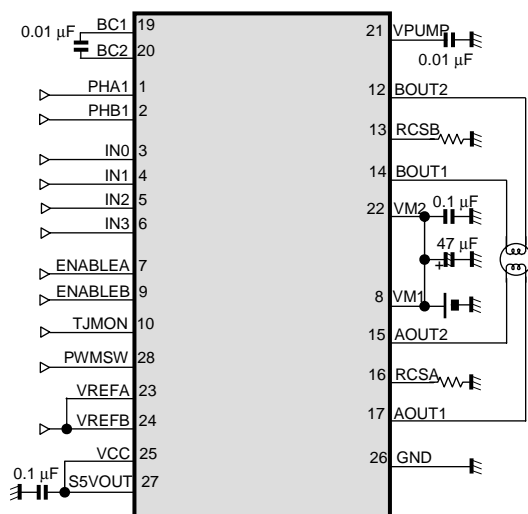 BC1 19
0.01 µF
BC2 20
PHA1 1
PHB1 2
IN0 3
IN1 4
IN2 5
IN3 6
ENABLEA 7
ENABLEB 9
TJMON 10
PWMSW 28
VREFA 23
VREFB 24
VCC 25
0.1 µF
S5VOUT 27
21 VPUMP
0.01 µF
12 BOUT2
13 RCSB
14 BOUT1
0.1 µF
22 VM2
47 µF
+
8 VM1
15 AOUT2
16 RCSA
17 AOUT1
26 GND